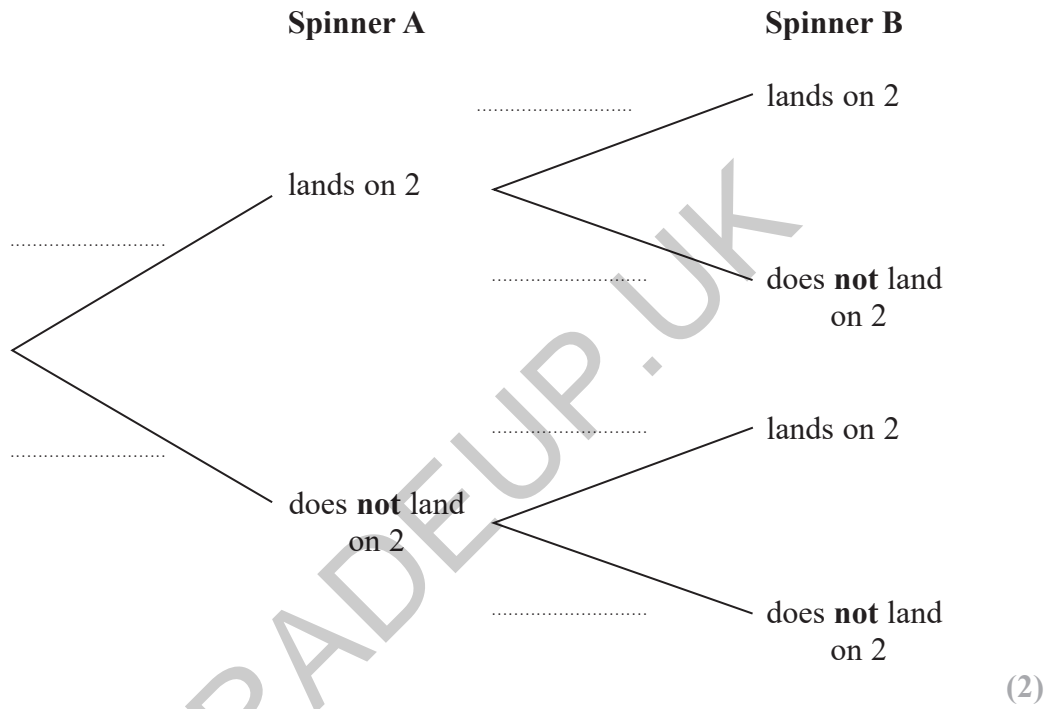 Spinner A
Spinner B
lands on 2
lands on 2
does not land
on 2
lands on 2
does not land
on 2
does not land
on 2
(2)
RADEUP.UK